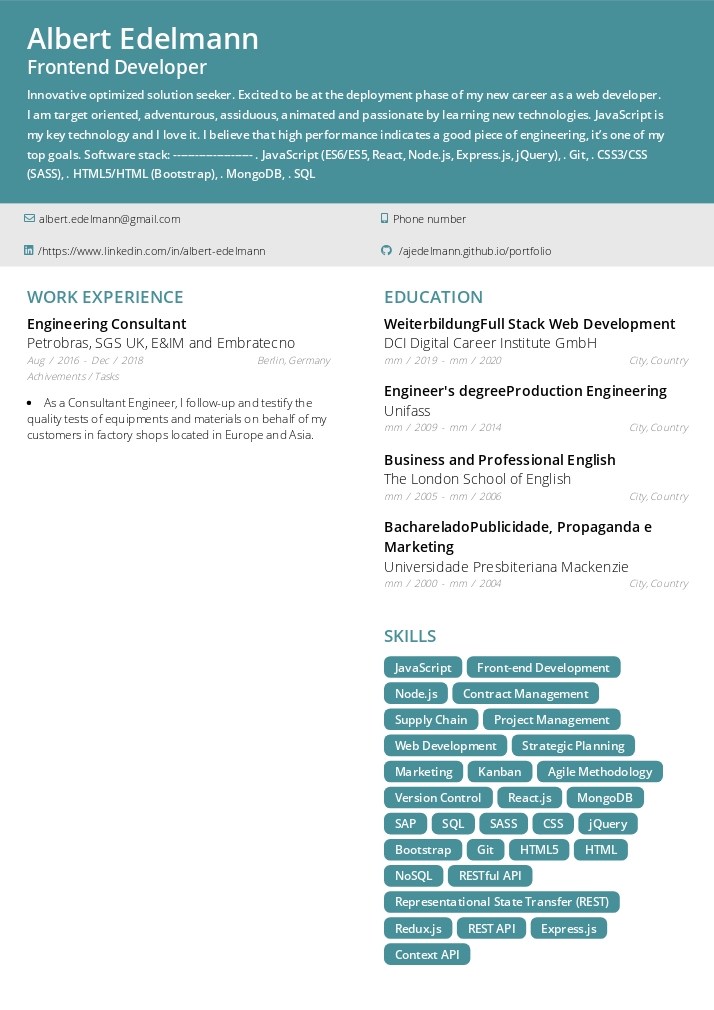 Albert Edelmann
Frontend Developer
Innovative optimized solution seeker. Excited to be at the deployment phase of my new career as a web developer.
I am target oriented, adventurous, assiduous, animated and passionate by learning new technologies. JavaScript is
my key technology and I love it. I believe that high performance indicates a good piece of engineering, it's one of my
top goals. Software stack: -------------------- . JavaScript (ES6/ES5, React, Node.js, Express.js, jQuery), . Git, . CSS3/CSS
(SASS), . HTML5/HTML (Bootstrap), . MongoDB, . SQL
albert.edelmann@gmail.com
Phone number
/https://www.linkedin.com/in/albert-edelmann
/ajedelmann.github.io/portfolio
WORK EXPERIENCE
Engineering Consultant
Petrobras, SGS UK, E&IM and Embratecno
Aug / 2016 - Dec / 2018 Berlin, Germany
Achivements / Tasks
• As a Consultant Engineer, I follow-up and testify the
quality tests of equipments and materials on behalf of my
customers in factory shops located in Europe and Asia.
EDUCATION
WeiterbildungFull Stack Web Development
DCI Digital Career Institute GmbH
mm / 2019 - mm / 2020 City, Country
Engineer's degreeProduction Engineering
Unifass
mm / 2009 - mm / 2014 City, Country
Business and Professional English
The London School of English
mm / 2005 - mm / 2006 City, Country
BachareladoPublicidade, Propaganda e
Marketing
Universidade Presbiteriana Mackenzie
mm / 2000 - mm / 2004 City, Country
SKILLS
JavaScript Front-end Development
Node.js Contract Management
Supply Chain Project Management
Web Development Strategic Planning
Marketing Kanban Agile Methodology
Version Control React.js MongoDB
SAP SQL SASS CSS jQuery
Bootstrap Git HTML5 HTML
NoSQL RESTful API
Representational State Transfer (REST)
Redux.js REST API Express.js
Context API